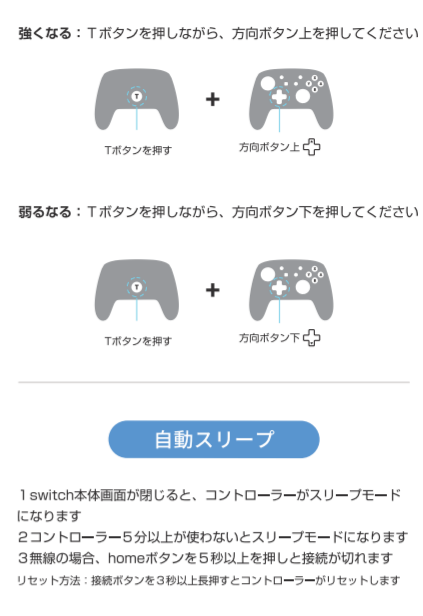 強くなる：Ｔボタンを押しながら、方向ボタン上を押してください
T
Tボタンを押す
+
方向ボタン上
弱るなる：Ｔボタンを押しながら、方向ボタン下を押してください
T
Tボタンを押す
+
方向ボタン下
自動スリープ
１switch本体画面が閉じると、コントローラーがスリープモード
になります
２コントローラー５分以上が使わないとスリープモードになります
３無線の場合、homeボタンを５秒以上を押しと接続が切れます
リセット方法：接続ボタンを３秒以上長押すとコントローラーがリセットします